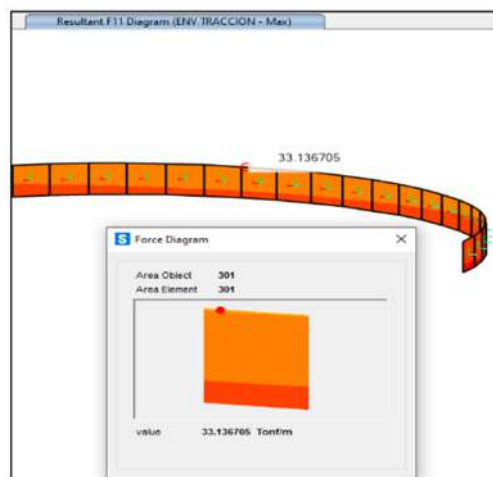 Resultant F11 Diagram (ENV TRACCION - Max)
33.136705
S Force Diagram
Area Object 301
Area Element 301
value 33.136705 Tonf/m